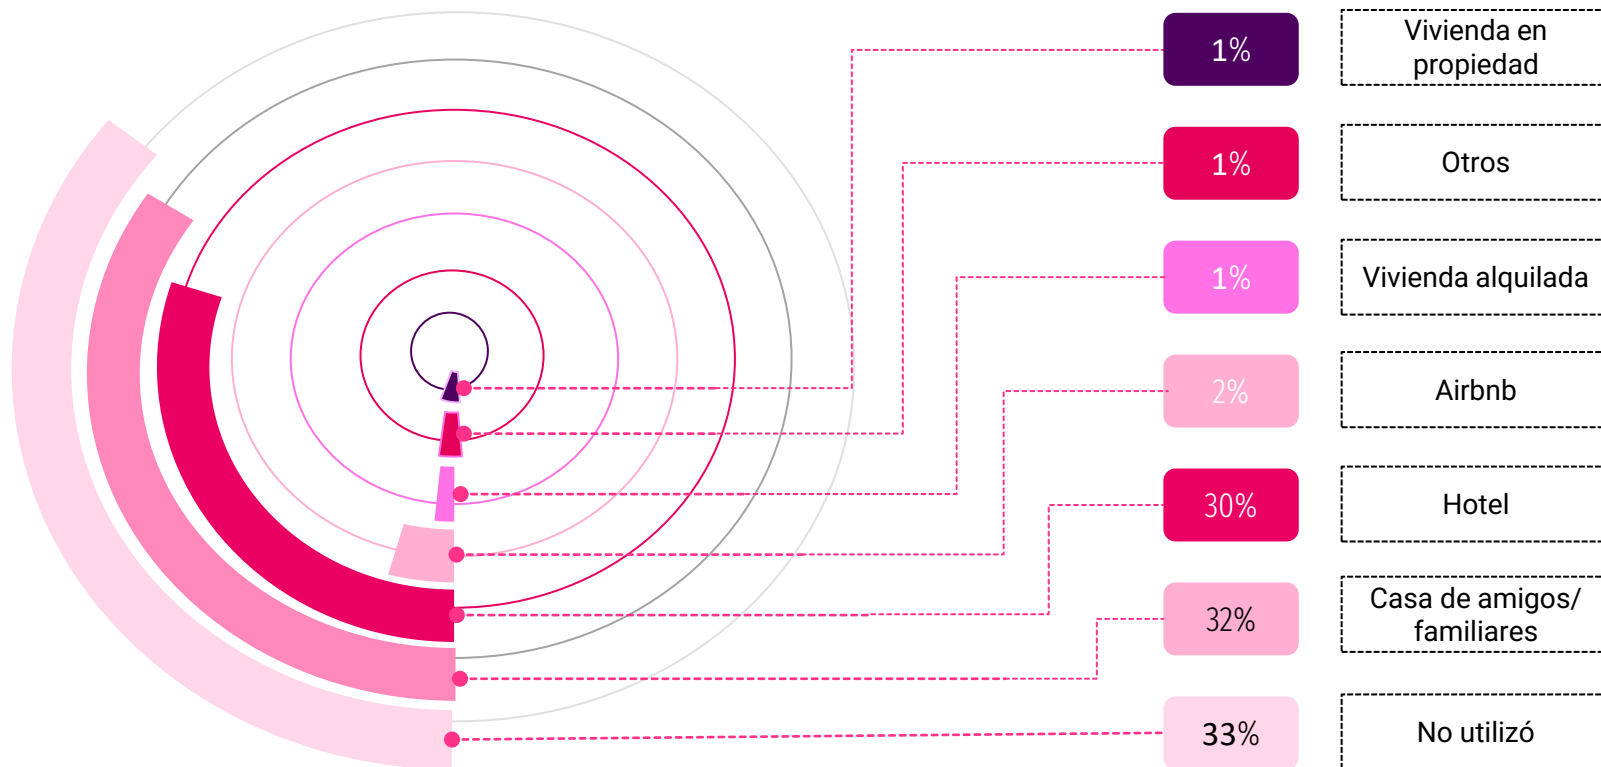 1%
Vivienda en
propiedad
1%
Otros
1%
Vivienda alquilada
2%
Airbnb
30%
Hotel
32%
Casa de amigos/
familiares
33%
No utilizó